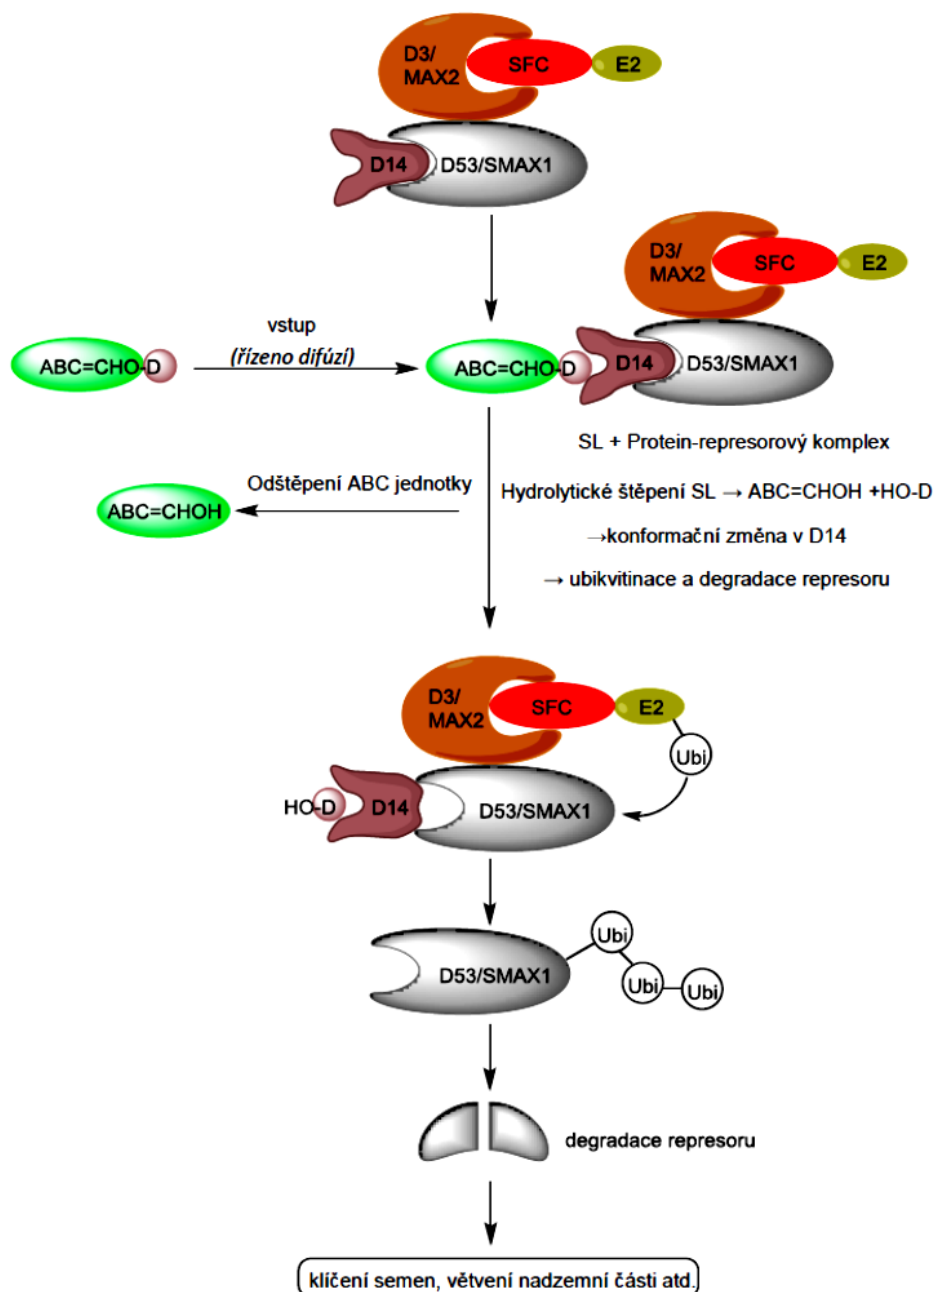 D3/
MAX2
SFC
E2
D14
D53/SMAX1
D3/
MAX2
SFC
E2
vstup
(řízeno difúzí)
ABC=CHO-D
ABC=CHO-D
D14
D53/SMAX1
SL + Protein-represorový komplex
Odštěpení ABC jednotky
Hydrolytické štěpení SL → ABC=CHOH +HO-D
ABC=CHOH
→konformační změna v D14
→ ubikvitinace a degradace represoru
D3/
MAX2
SFC
E2
Ubi
HO-D
D14
D53/SMAX1
Ubi
D53/SMAX1
Ubi
Ubi
degradace represoru
klíčení semen, větvení nadzemní části atd.